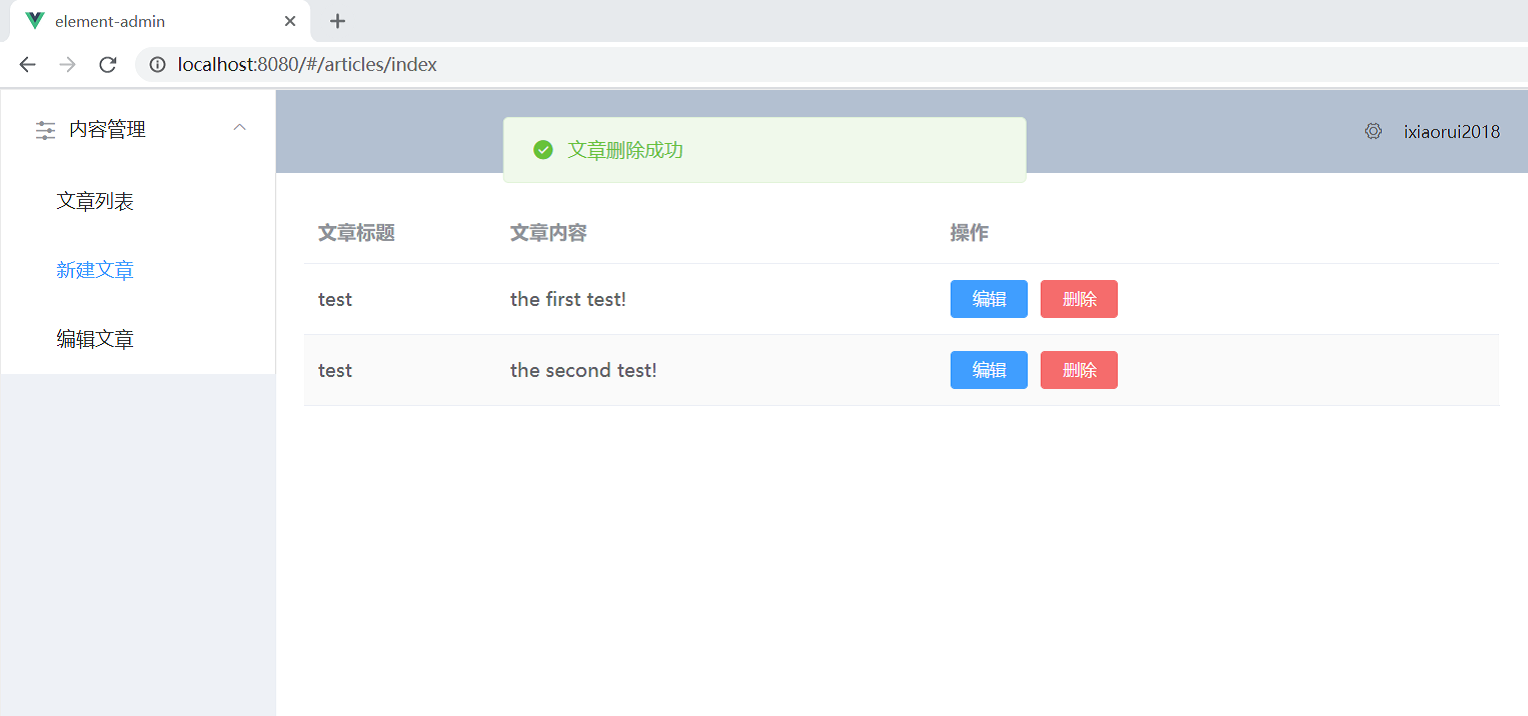 element-admin
localhost:8080/#/articles/index
内容管理
文章列表
新建文章
编辑文章
文章删除成功
ixiaorui2018
文章标题 文章内容 操作
test the first test! 编辑 删除
test the second test! 编辑 删除